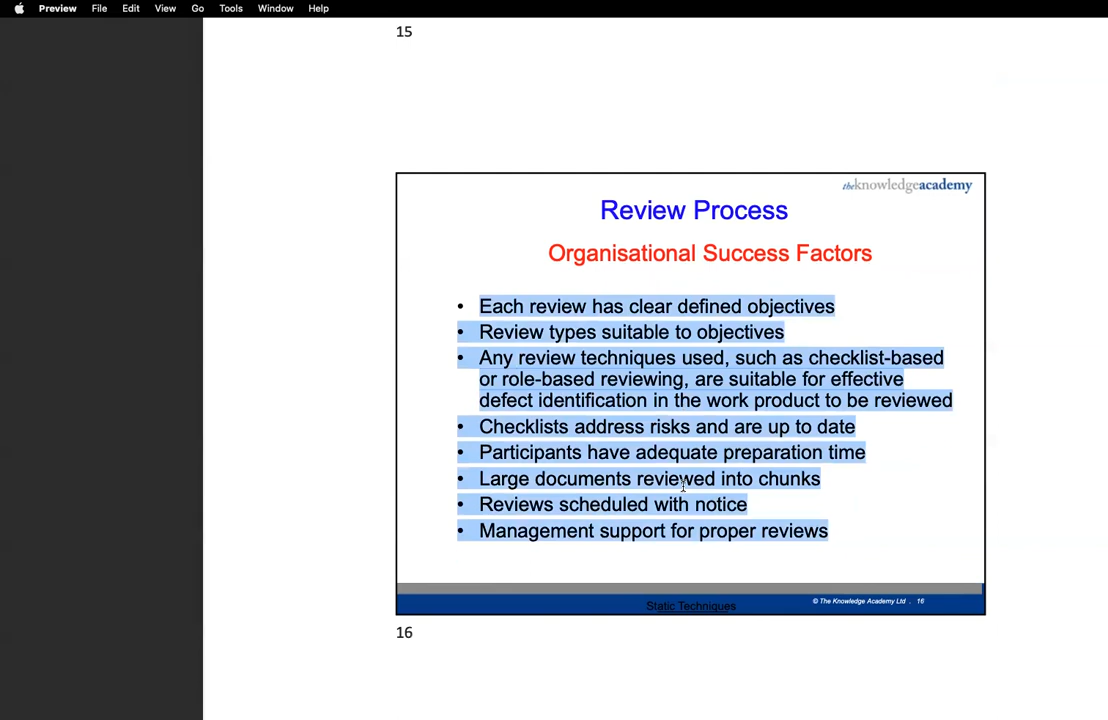 Preview File Edit View Go Tools Window Help
15
theknowledgeacademy
Review Process
Organisational Success Factors
• Each review has clear defined objectives
• Review types suitable to objectives
• Any review techniques used, such as checklist-based
or role-based reviewing, are suitable for effective
defect identification in the work product to be reviewed
• Checklists address risks and are up to date
• Participants have adequate preparation time
• Large documents reviewed into chunks
• Reviews scheduled with notice
• Management support for proper reviews
Static Techniques
© The Knowledge Academy Ltd . 16
16